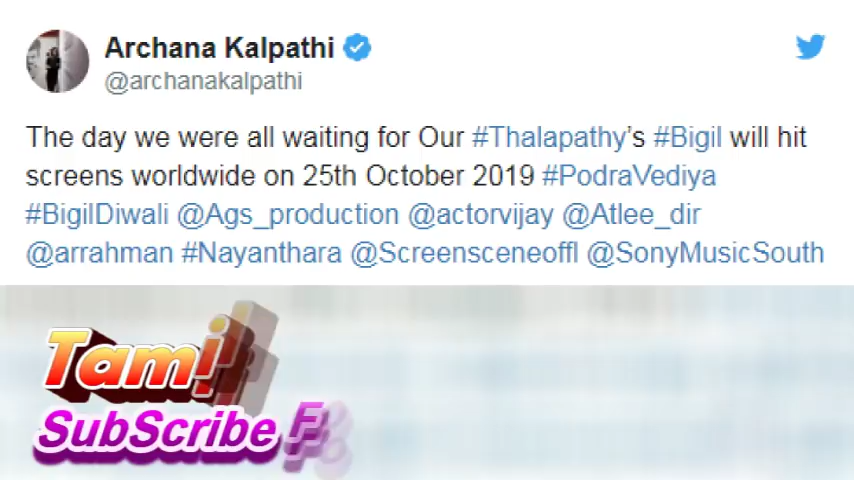 Archana Kalpathi
@archanakalpathi
The day we were all waiting for Our #Thalapathy's #Bigil will hit
screens worldwide on 25th October 2019 #PodraVediya
#BigilDiwali @Ags_production @actorvijay @Atlee_dir
@arrahman #Nayanthara @Screensceneoffl @SonyMusicSouth
Tami
SubScribe